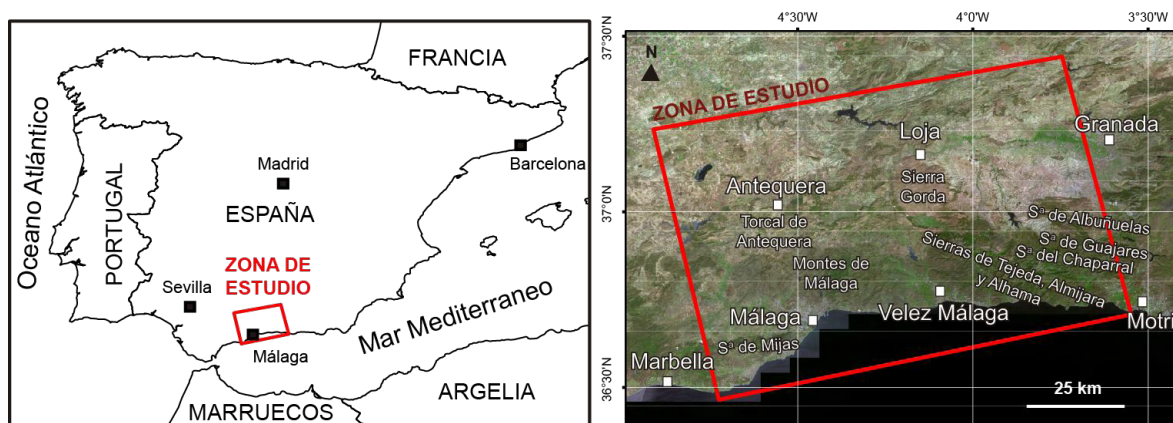 FRANCIA
Oceano Atlántico
PORTUGAL
Madrid
ESPAÑA
Barcelona
ZONA DE
ESTUDIO
Sevilla
Málaga
Mar Mediterraneo
MARRUECOS
ARGELIA
4°30'W
4°0'W
3°30'W
37°30'N
37°0'N
36°30'N
N
ZONA DE ESTUDIO
Loja
Granada
Sierra
Gorda
Antequera
Torcal de
Antequera
Sª de Albuñuelas
Sª de Guajares
Sª del Chaparral
Sierras de Tejeda, Almijara
y Alhama
Montes de
Málaga
Málaga
Velez Málaga
Motri
Sª de Mijas
Marbella
25 km